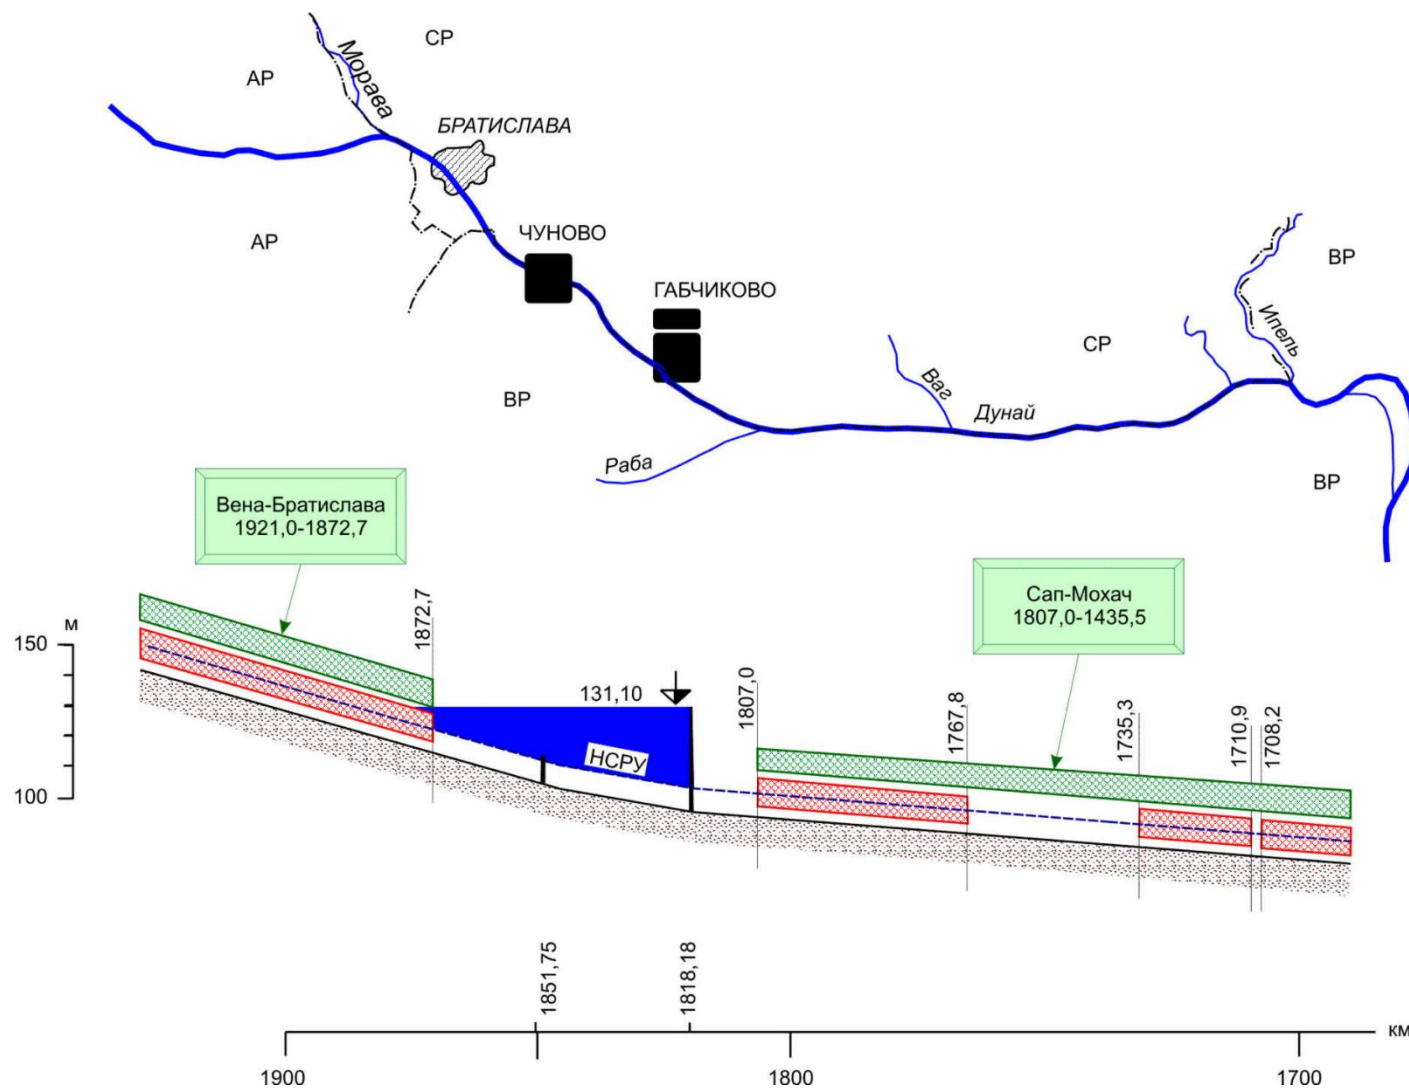 СР
АР
Морава
БРАТИСЛАВА
АР
ЧУНОВО
ВР
ГАБЧИКОВО
Ипель
СР
Ваг
ВР
Дунай
Раба
ВР
Вена-Братислава
1921,0-1872,7
Сап-Мохач
1807,0-1435,5
м
150
100
1872,7
131,10
НСРУ
1807,0
1767,8
1735,3
1710,9
1708,2
1851,75
1818,18
км
1900
1800
1700